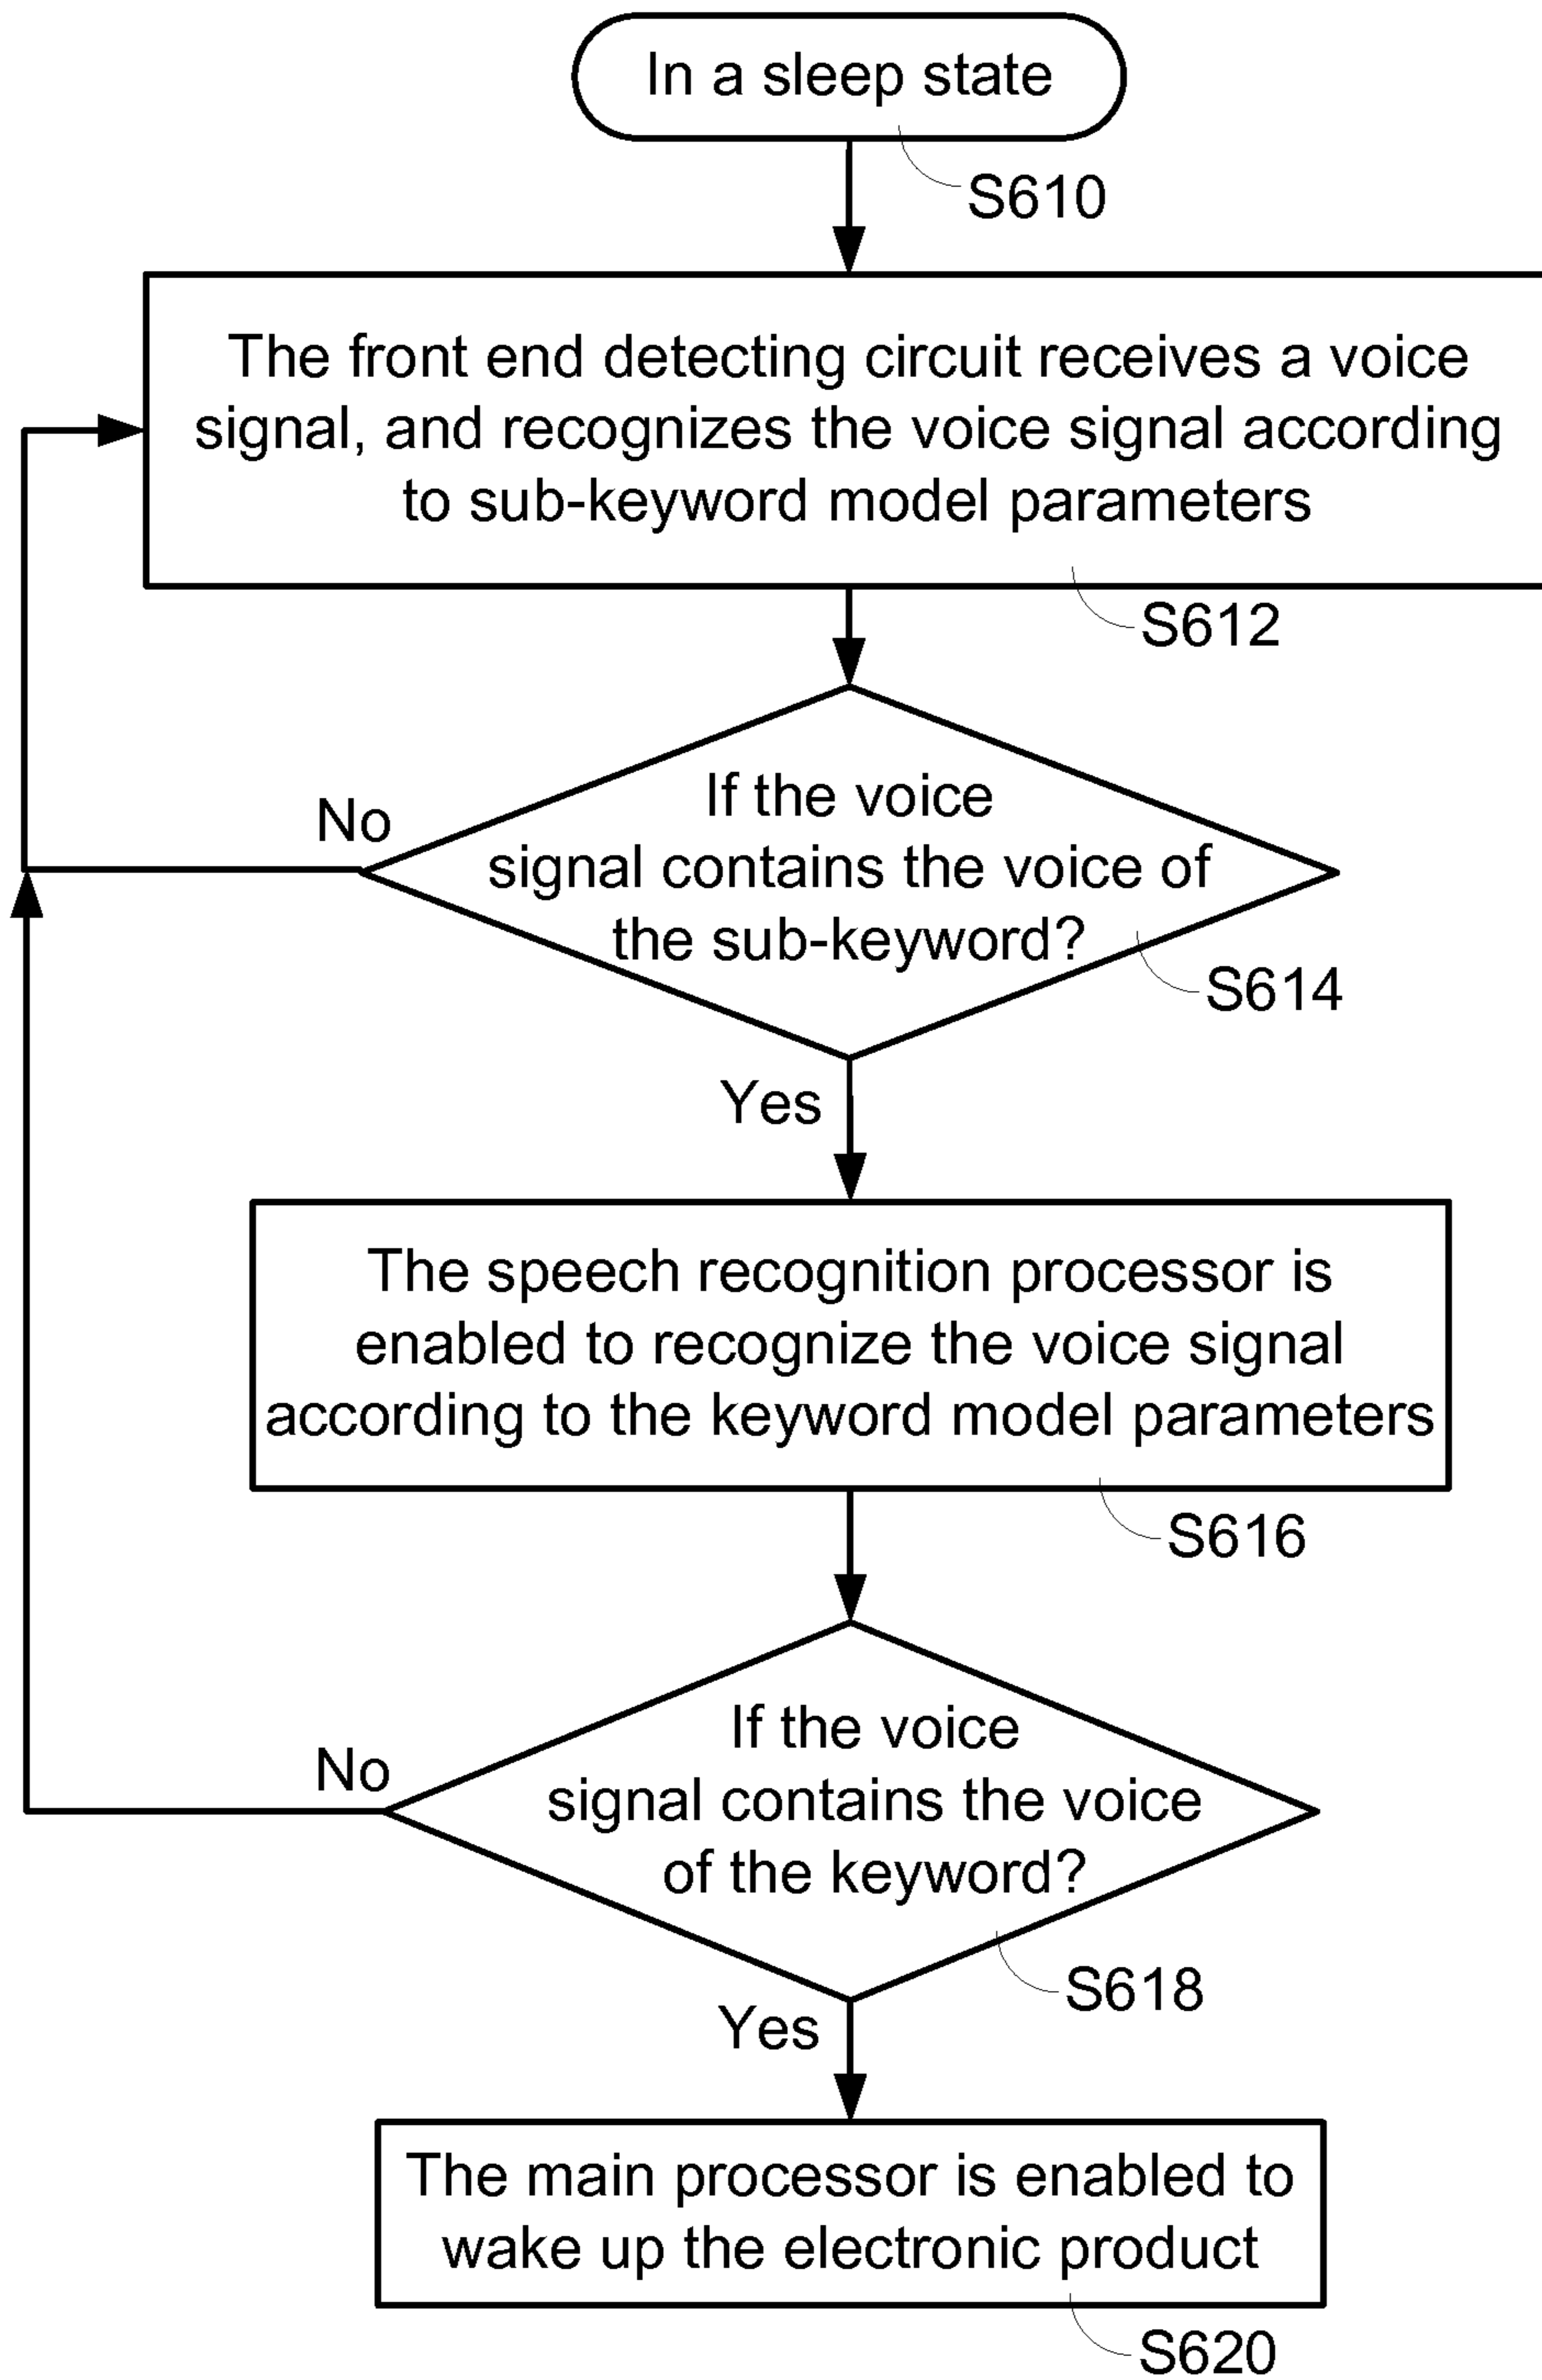 In a sleep state
S610
The front end detecting circuit receives a voice
signal, and recognizes the voice signal according
to sub-keyword model parameters
S612
If the voice
signal contains the voice of
the sub-keyword?
No
S614
Yes
The speech recognition processor is
enabled to recognize the voice signal
according to the keyword model parameters
S616
If the voice
signal contains the voice
of the keyword?
No
S618
Yes
The main processor is enabled to
wake up the electronic product
S620